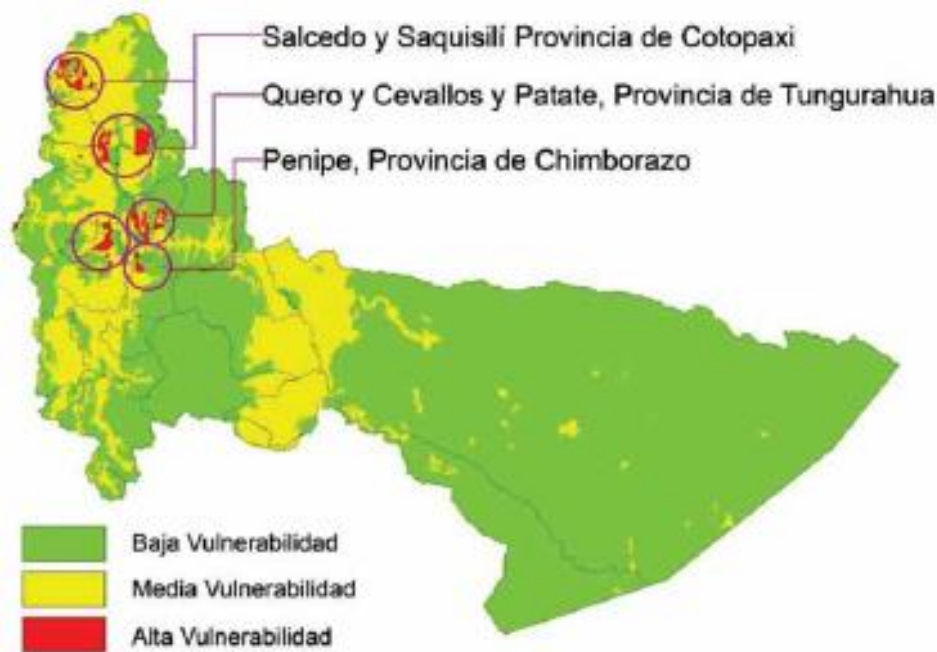 Salcedo y Saquisilí Provincia de Cotopaxi
Quero y Cevallos y Patate, Provincia de Tungurahua
Penipe, Provincia de Chimborazo
Baja Vulnerabilidad
Media Vulnerabilidad
Alta Vulnerabilidad